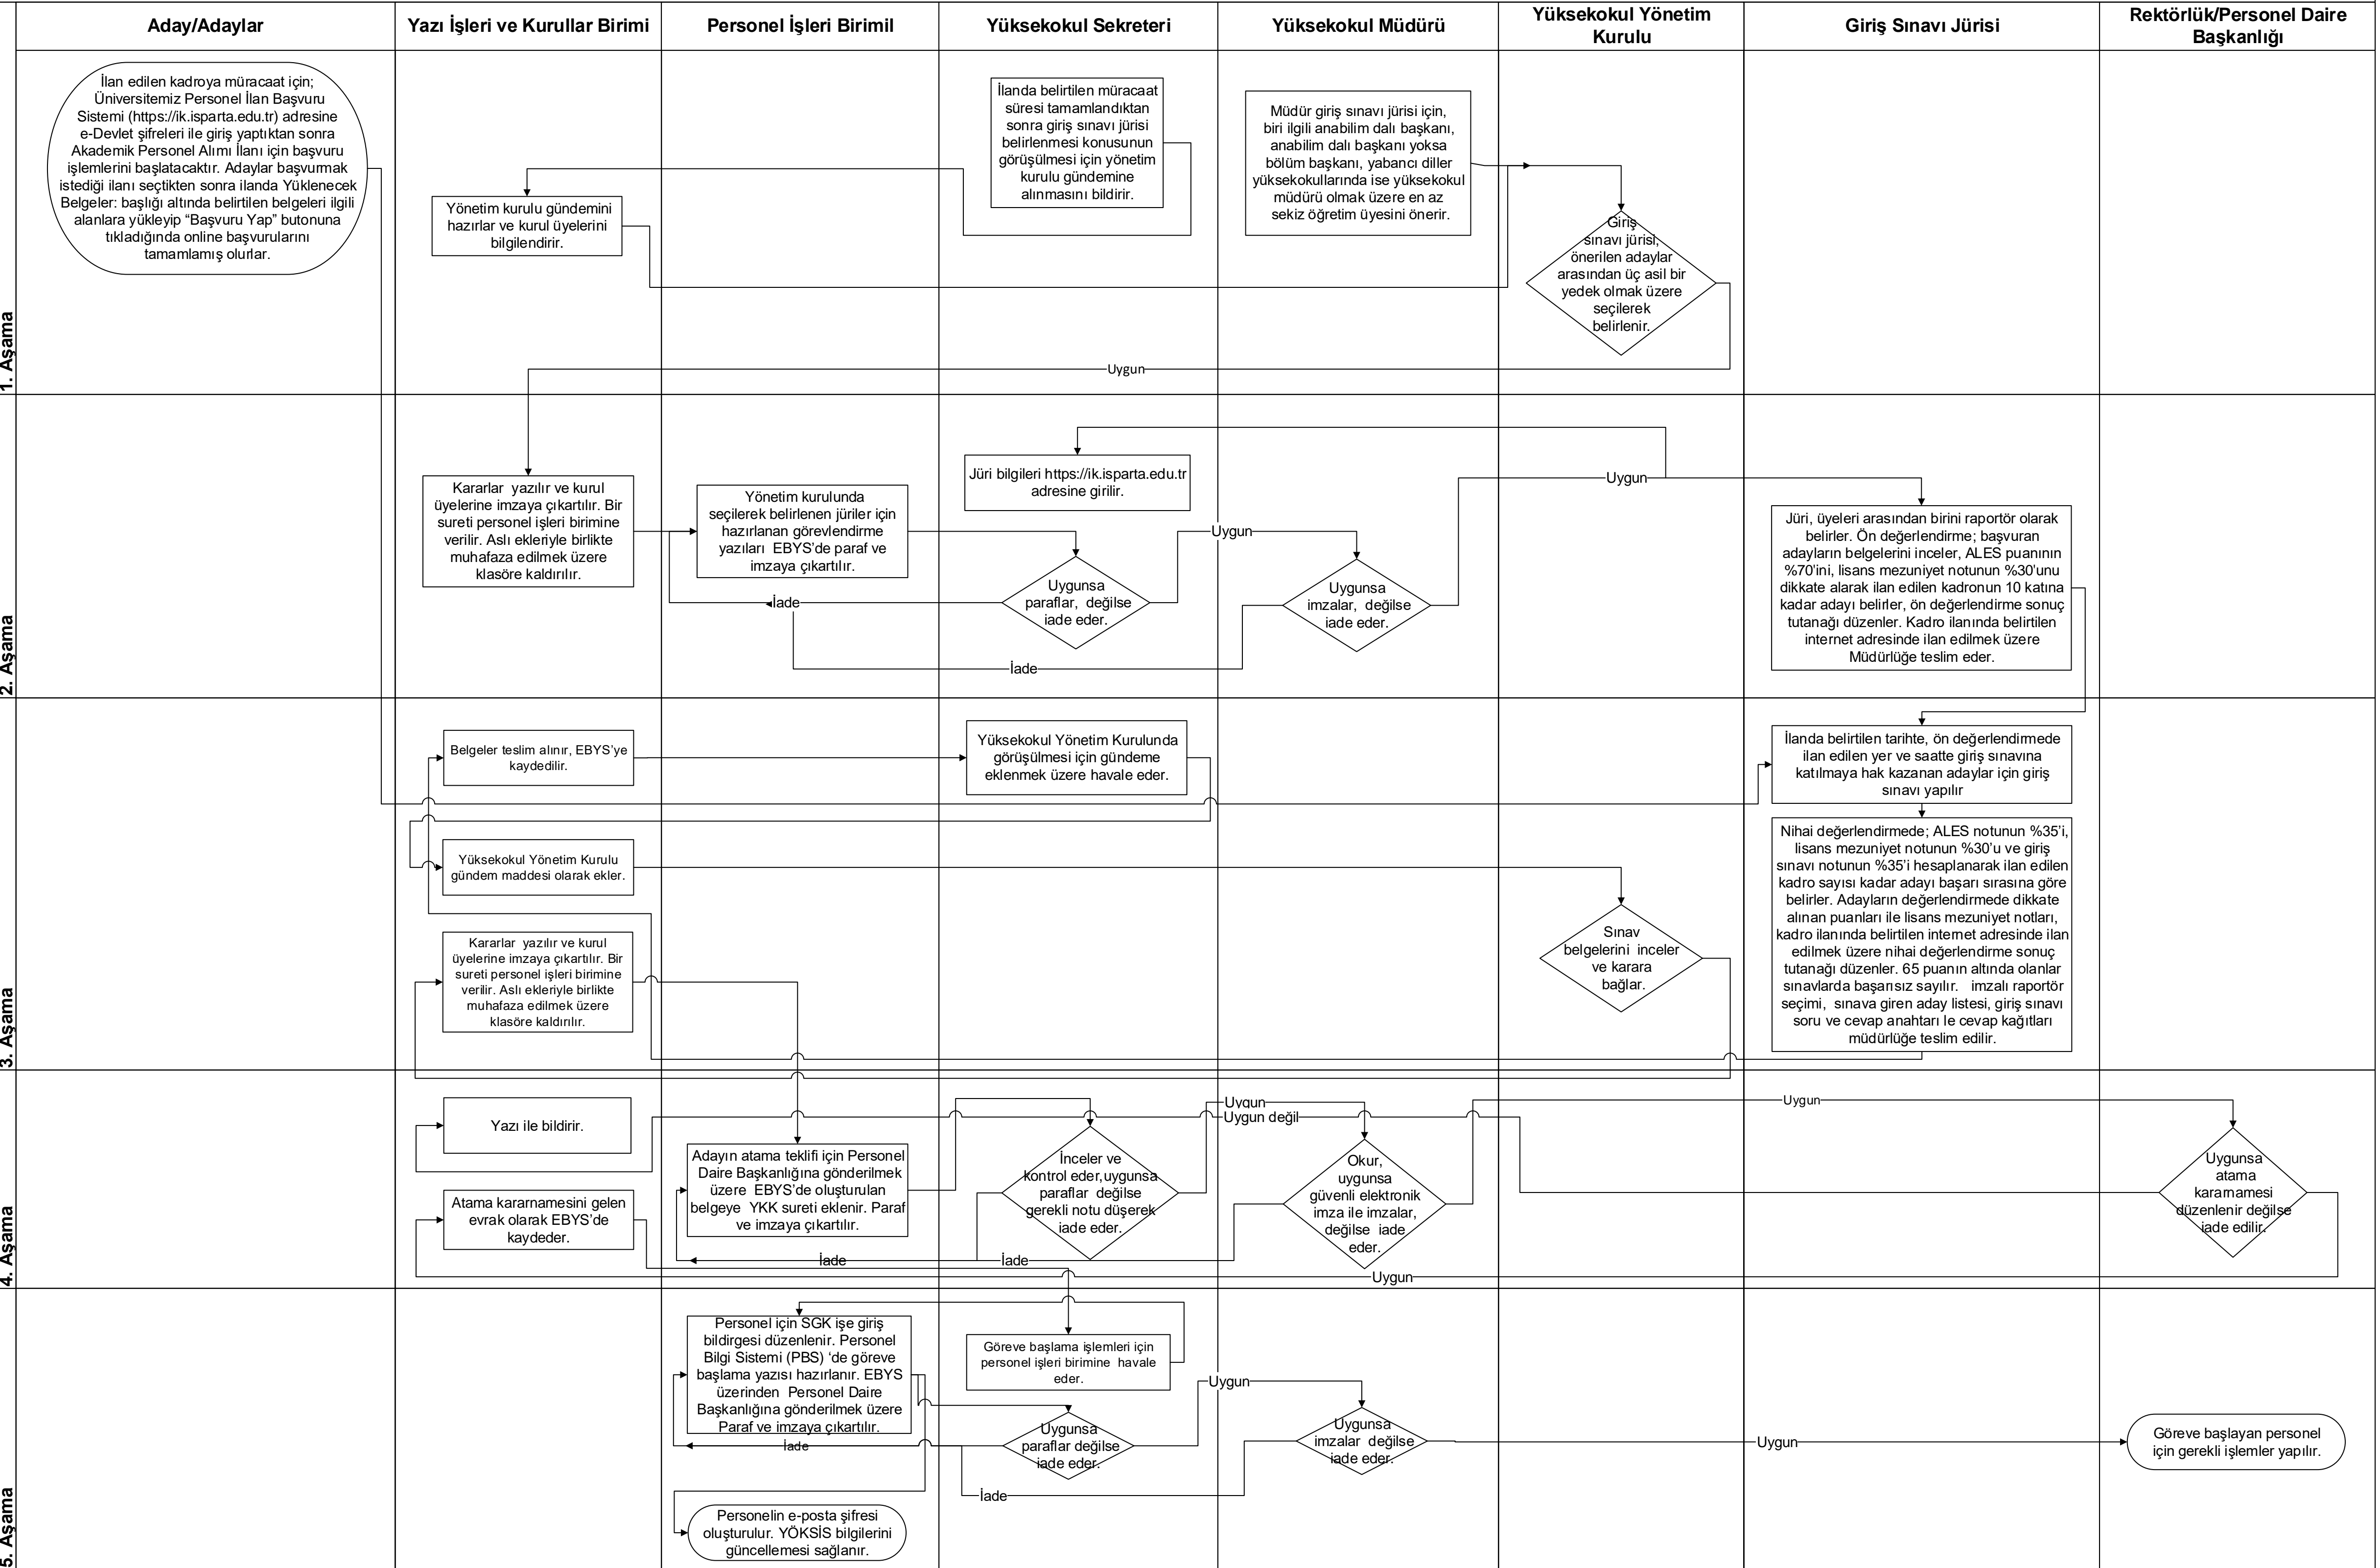 Aday/Adaylar
Yazı İşleri ve Kurullar Birimi
Personel İşleri Birimil
Yüksekokul Sekreteri
Yüksekokul Müdürü
Yüksekokul Yönetim
Kurulu
Giriş Sınavı Jürisi
Rektörlük/Personel Daire
Başkanlığı
1. Aşama
İlan edilen kadroya müracaat için;
Üniversitemiz Personel İlan Başvuru
Sistemi (https://ik.isparta.edu.tr) adresine
e-Devlet şifreleri ile giriş yaptıktan sonra
Akademik Personel Alımı İlanı için başvuru
işlemlerini başlatacaktır. Adaylar başvurmak
istediği ilanı seçtikten sonra ilanda Yüklenecek
Belgeler: başlığı altında belirtilen belgeleri ilgili
alanlara yükleyip “Başvuru Yap” butonuna
tıkladığında online başvurularını
tamamlamış olurlar.
Yönetim kurulu gündemini
hazırlar ve kurul üyelerini
bilgilendirir.
İlanda belirtilen müracaat
süresi tamamlandıktan
sonra giriş sınavı jürisi
belirlenmesi konusunun
görüşülmesi için yönetim
kurulu gündemine
alınmasını bildirir.
Müdür giriş sınavı jürisi için,
biri ilgili anabilim dalı başkanı,
anabilim dalı başkanı yoksa
bölüm başkanı, yabancı diller
yüksekokullarında ise yüksekokul
müdürü olmak üzere en az
sekiz öğretim üyesini önerir.
Giriş
sınavı jürisi,
önerilen adaylar
arasından üç asil bir
yedek olmak üzere
seçilerek
belirlenir.
Uygun
2. Aşama
Kararlar yazılır ve kurul
üyelerine imzaya çıkartılır. Bir
sureti personel işleri birimine
verilir. Aslı ekleriyle birlikte
muhafaza edilmek üzere
klasöre kaldırılır.
Yönetim kurulunda
seçilerek belirlenen jüriler için
hazırlanan görevlendirme
yazıları EBYS’de paraf ve
imzaya çıkartılır.
Jüri bilgileri https://ik.isparta.edu.tr
adresine girilir.
Uygunsa
paraflar, değilse
iade eder.
Uygun
Uygunsa
imzalar, değilse
iade eder.
Uygun
İade
İade
Jüri, üyeleri arasından birini raportör olarak
belirler. Ön değerlendirme; başvuran
adayların belgelerini inceler, ALES puanının
%70’ini, lisans mezuniyet notunun %30’unu
dikkate alarak ilan edilen kadronun 10 katına
kadar adayı belirler, ön değerlendirme sonuç
tutanağı düzenler. Kadro ilanında belirtilen
internet adresinde ilan edilmek üzere
Müdürlüğe teslim eder.
3. Aşama
Belgeler teslim alınır, EBYS’ye
kaydedilir.
Yüksekokul Yönetim Kurulunda
görüşülmesi için gündeme
eklenmek üzere havale eder.
İlanda belirtilen tarihte, ön değerlendirmede
ilan edilen yer ve saatte giriş sınavına
katılmaya hak kazanan adaylar için giriş
sınavı yapılır
Yüksekokul Yönetim Kurulu
gündem maddesi olarak ekler.
Kararlar yazılır ve kurul
üyelerine imzaya çıkartılır. Bir
sureti personel işleri birimine
verilir. Aslı ekleriyle birlikte
muhafaza edilmek üzere
klasöre kaldırılır.
Sınav
belgelerini inceler
ve karara
bağlar.
Nihai değerlendirmede; ALES notunun %35’i,
lisans mezuniyet notunun %30’u ve giriş
sınavı notunun %35’i hesaplanarak ilan edilen
kadro sayısı kadar adayı başarı sırasına göre
belirler. Adayların değerlendirmede dikkate
alınan puanları ile lisans mezuniyet notları,
kadro ilanında belirtilen internet adresinde ilan
edilmek üzere nihai değerlendirme sonuç
tutanağı düzenler. 65 puanın altında olanlar
sınavlarda başarısız sayılır. imzalı raportör
seçimi, sınava giren aday listesi, giriş sınavı
soru ve cevap anahtarı le cevap kağıtları
müdürlüğe teslim edilir.
4. Aşama
Yazı ile bildirir.
Atama kararnamesini gelen
evrak olarak EBYS’de
kaydeder.
Adayın atama teklifi için Personel
Daire Başkanlığına gönderilmek
üzere EBYS’de oluşturulan
belgeye YKK sureti eklenir. Paraf
ve imzaya çıkartılır.
İnceler ve
kontrol eder,uygunsa
paraflar değilse
gerekli notu düşerek
iade eder.
Uygun
Uygun değil
Okur,
uygunsa
güvenli elektronik
imza ile imzalar,
değilse iade
eder.
Uygun
Uygunsa
atama
kararnamesi
düzenlenir değilse
iade edilir.
İade
İade
Uygun
5. Aşama
Personel için SGK işe giriş
bildirgesi düzenlenir. Personel
Bilgi Sistemi (PBS) ‘de göreve
başlama yazısı hazırlanır. EBYS
üzerinden Personel Daire
Başkanlığına gönderilmek üzere
Paraf ve imzaya çıkartılır.
Göreve başlama işlemleri için
personel işleri birimine havale
eder.
Uygun
Uygunsa
paraflar değilse
iade eder.
Uygunsa
imzalar değilse
iade eder.
Uygun
Göreve başlayan personel
için gerekli işlemler yapılır.
İade
İade
Personelin e-posta şifresi
oluşturulur. YÖKSİS bilgilerini
güncellemesi sağlanır.